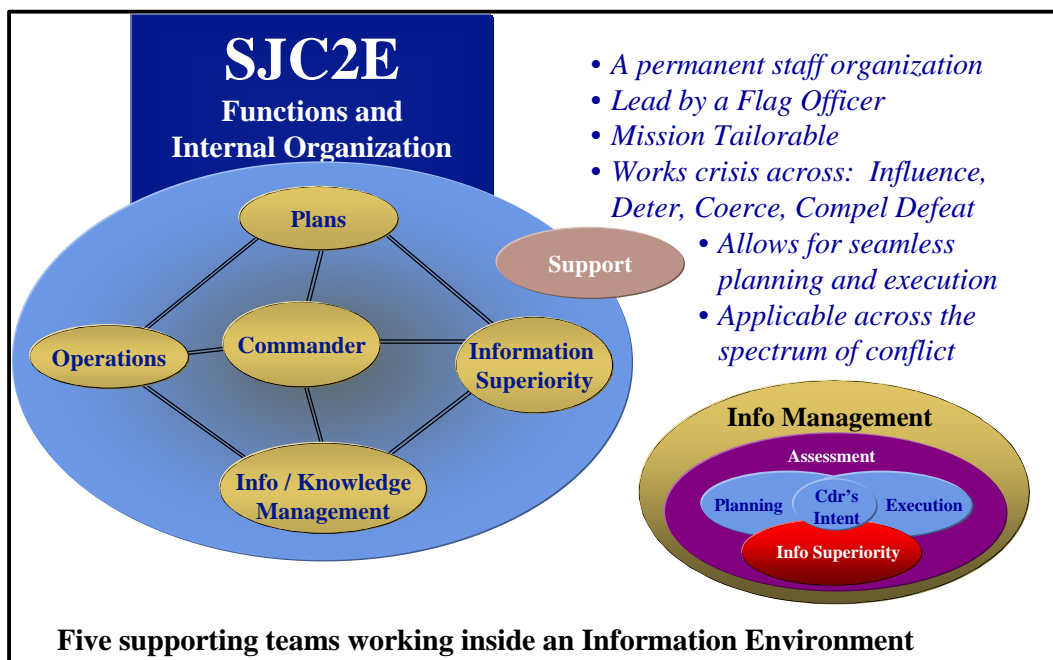 SJC2E
Functions and
Internal Organization
Plans
Support
Operations
Commander
Information
Superiority
Info / Knowledge
Management
• A permanent staff organization
• Lead by a Flag Officer
• Mission Tailorable
• Works crisis across:  Influence,
Deter, Coerce, Compel Defeat
• Allows for seamless
planning and execution
• Applicable across the
spectrum of conflict
Info Management
Assessment
Planning
Cdr's
Intent
Execution
Info Superiority
Five supporting teams working inside an Information Environment